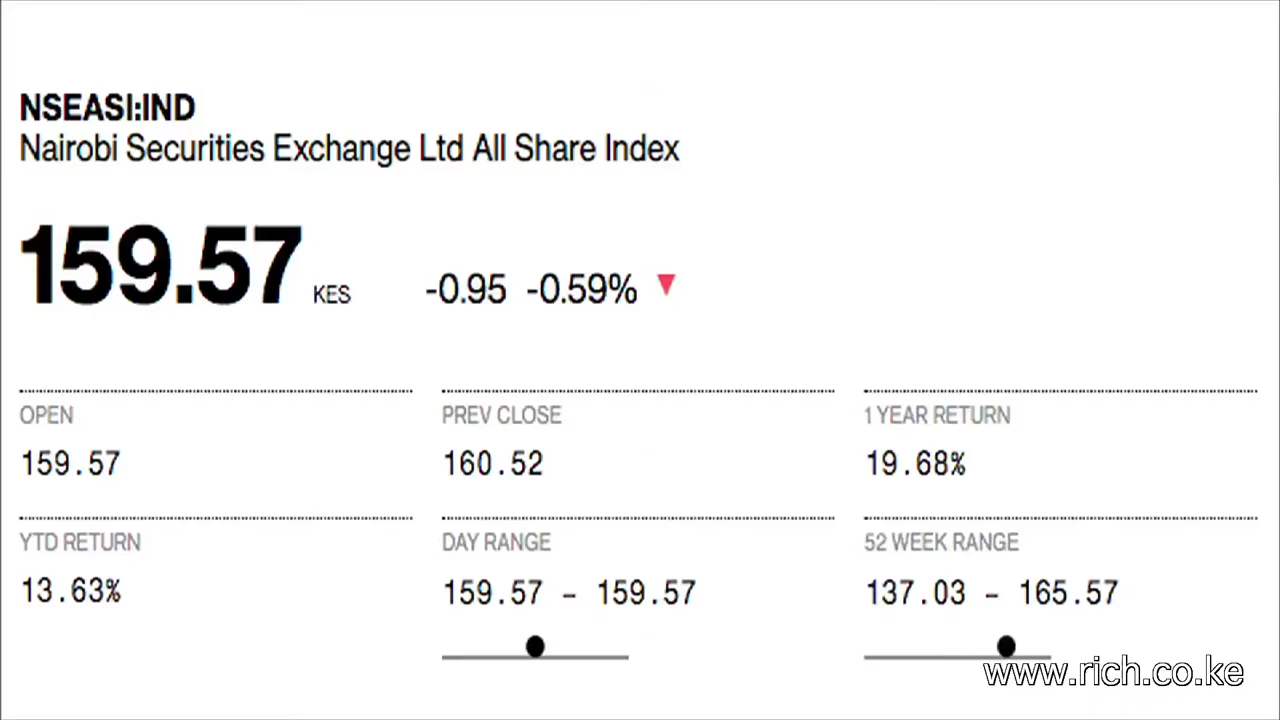 NSEASI:IND
Nairobi Securities Exchange Ltd All Share Index
159.57 KES -0.95 -0.59%
OPEN PREV CLOSE 1 YEAR RETURN
159.57 160.52 19.68%
YTD RETURN DAY RANGE 52 WEEK RANGE
13.63% 159.57 – 159.57 137.03 – 165.57
www.rich.co.ke